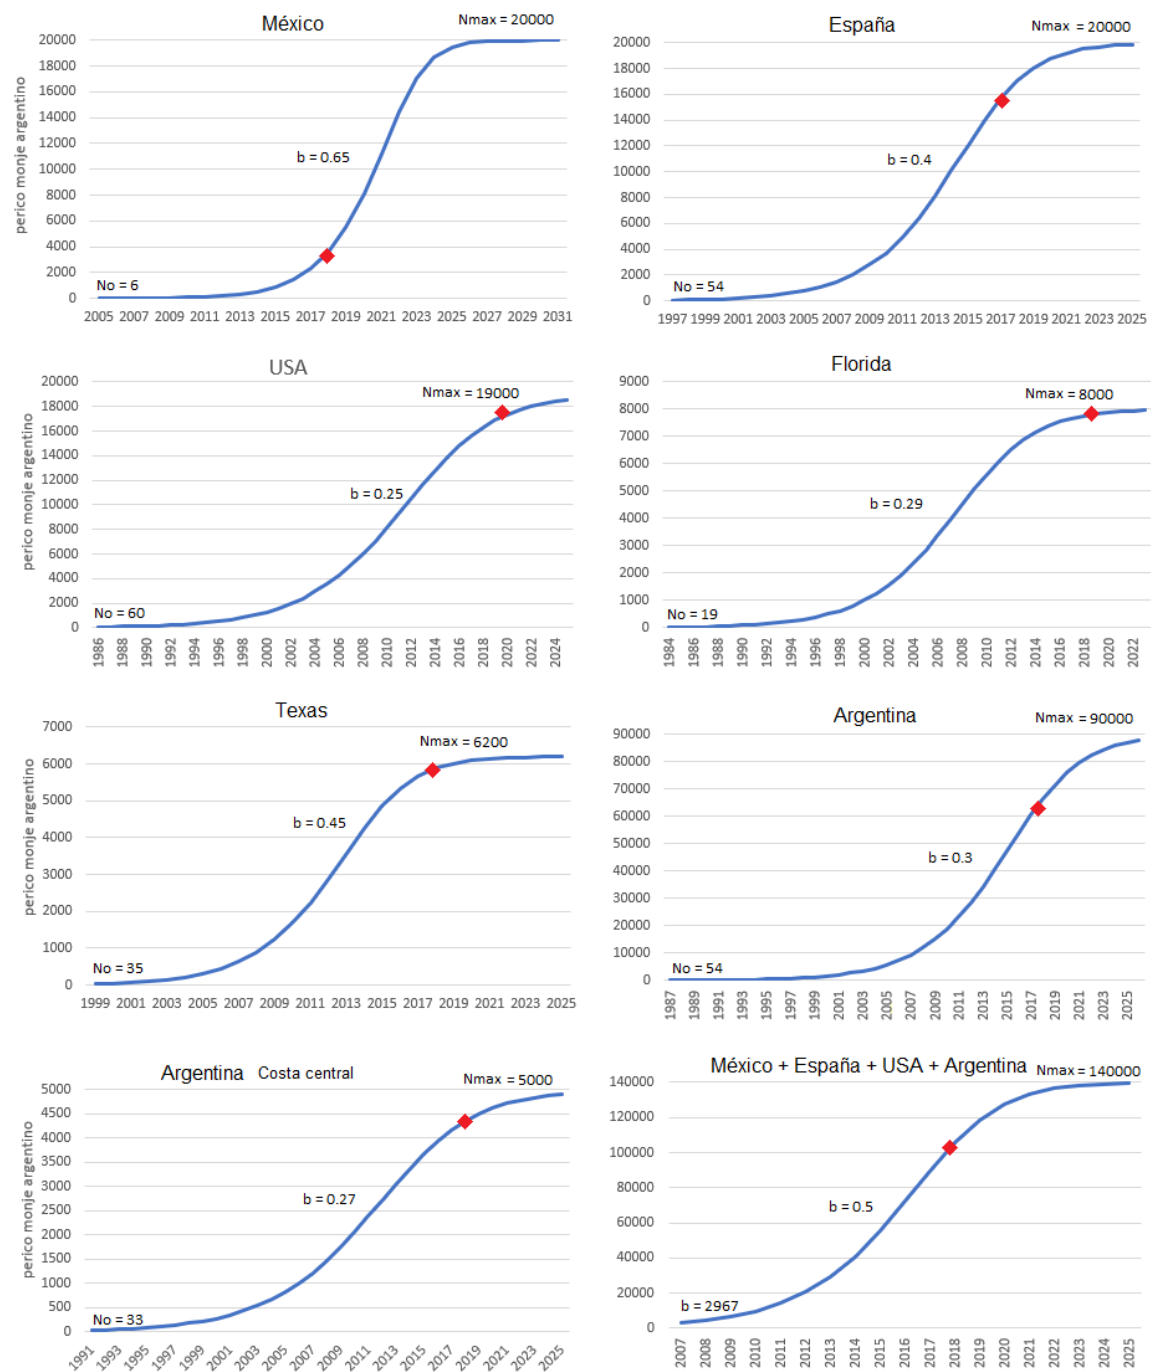 México
Nmax = 20000
perico monje argentino
20000
18000
16000
14000
12000
10000
8000
6000
4000
2000
0
b = 0.65
No = 6
2005 2007 2009 2011 2013 2015 2017 2019 2021 2023 2025 2027 2029 2031
España
Nmax = 20000
20000
18000
16000
14000
12000
10000
8000
6000
4000
2000
0
b = 0.4
No = 54
1997 1999 2001 2003 2005 2007 2009 2011 2013 2015 2017 2019 2021 2023 2025
USA
Nmax = 19000
perico monje argentino
20000
18000
16000
14000
12000
10000
8000
6000
4000
2000
0
b = 0.25
No = 60
1986 1988 1990 1992 1994 1996 1998 2000 2002 2004 2006 2008 2010 2012 2014 2016 2018 2020 2022 2024
Florida
Nmax = 8000
9000
8000
7000
6000
5000
4000
3000
2000
1000
0
b = 0.29
No = 19
1984 1986 1988 1990 1992 1994 1996 1998 2000 2002 2004 2006 2008 2010 2012 2014 2016 2018 2020 2022
Texas
Nmax = 6200
perico monje argentino
7000
6000
5000
4000
3000
2000
1000
0
b = 0.45
No = 35
1999 2001 2003 2005 2007 2009 2011 2013 2015 2017 2019 2021 2023 2025
Argentina
Nmax = 90000
90000
80000
70000
60000
50000
40000
30000
20000
10000
0
b = 0.3
No = 54
1987 1989 1991 1993 1995 1997 1999 2001 2003 2005 2007 2009 2011 2013 2015 2017 2019 2021 2023 2025
Argentina Costa central
Nmax = 5000
perico monje argentino
5000
4500
4000
3500
3000
2500
2000
1500
1000
500
0
b = 0.27
No = 33
1991 1993 1995 1997 1999 2001 2003 2005 2007 2009 2011 2013 2015 2017 2019 2021 2023 2025
México + España + USA + Argentina
Nmax = 140000
140000
120000
100000
80000
60000
40000
20000
0
b = 0.5
b = 2967
2007 2008 2009 2010 2011 2012 2013 2014 2015 2016 2017 2018 2019 2020 2021 2022 2023 2024 2025